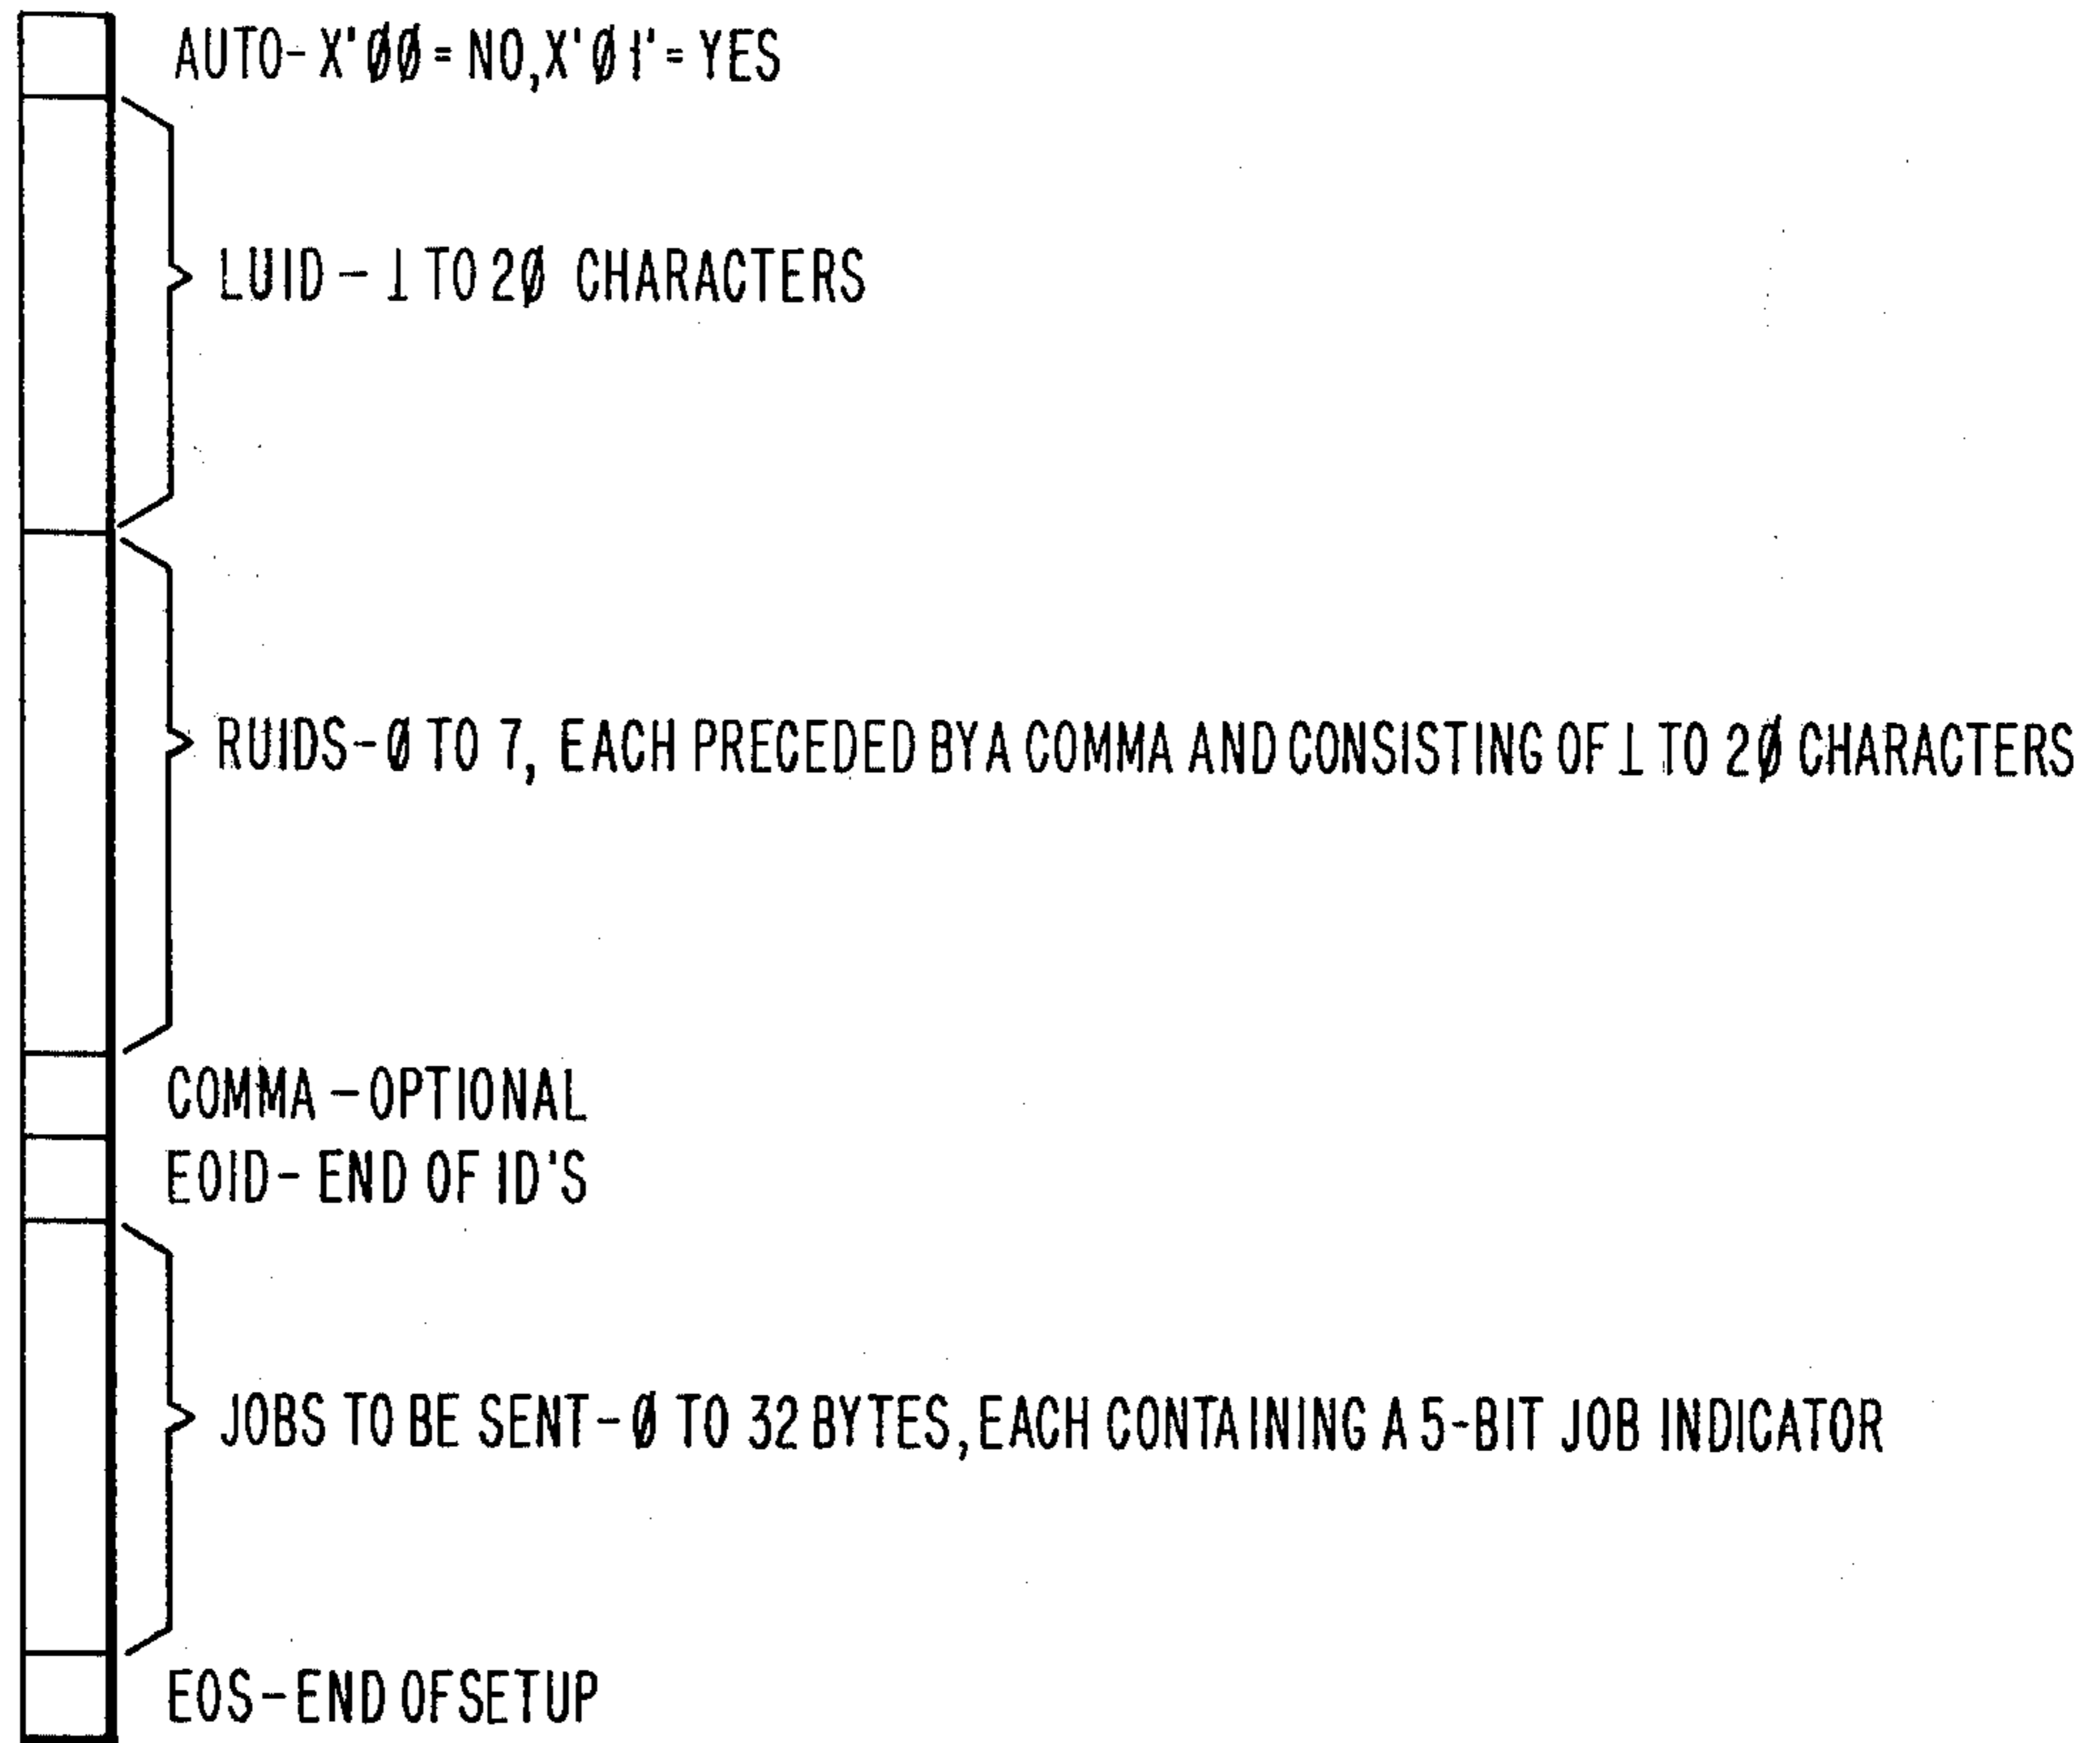 AUTO-X'ØØ=NO,X'Ø1'=YES
LUID-1 TO 2Ø CHARACTERS
RUIDS-Ø TO 7, EACH PRECEDED BY A COMMA AND CONSISTING OF 1 TO 2Ø CHARACTERS
COMMA-OPTIONAL
EOID-END OF ID'S
JOBS TO BE SENT-Ø TO 32 BYTES, EACH CONTAINING A 5-BIT JOB INDICATOR
EOS-END OF SETUP